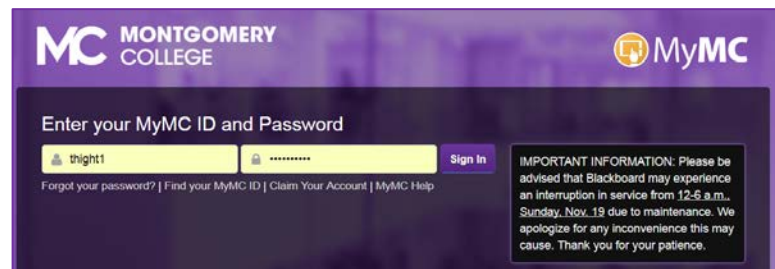 MC MONTGOMERY
COLLEGE
MyMC
Enter your MyMC ID and Password
thight1
••••••••••
Sign In
Forgot your password? | Find your MyMC ID | Claim Your Account | MyMC Help
IMPORTANT INFORMATION: Please be
advised that Blackboard may experience
an interruption in service from 12-6 a.m.,
Sunday, Nov. 19 due to maintenance. We
apologize for any inconvenience this may
cause. Thank you for your patience.